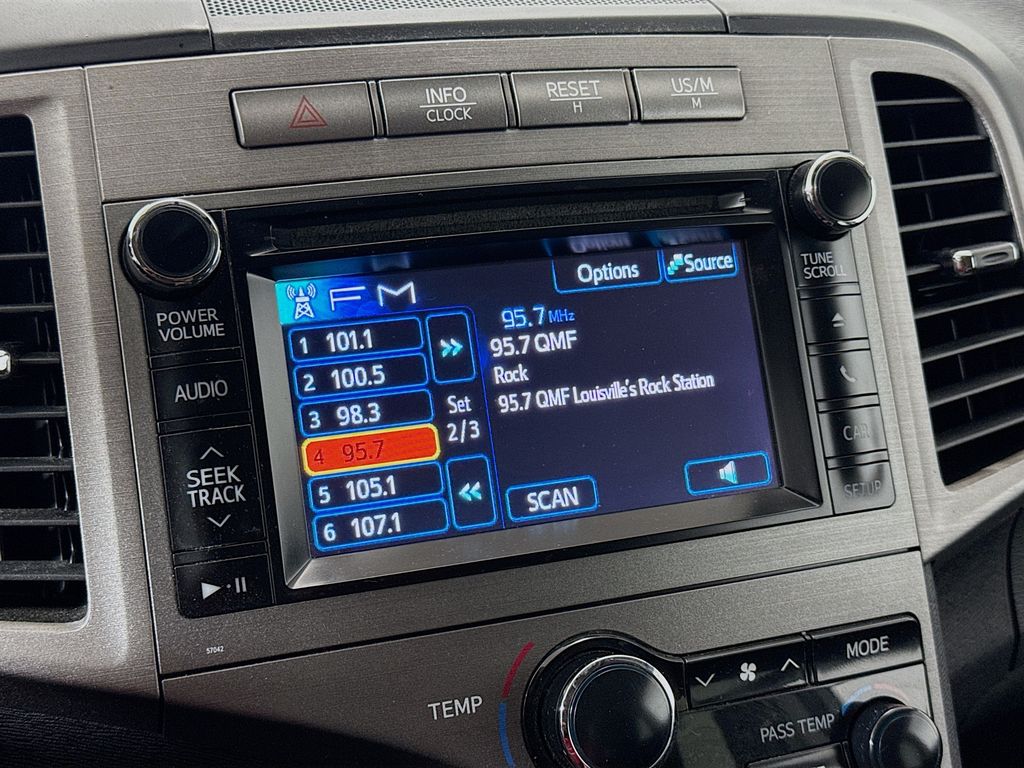 INFO
CLOCK
RESET
H
US/M
M
POWER
VOLUME
AUDIO
SEEK
TRACK
57042
FM
Options
Source
1 101.1
2 100.5
3 98.3
4 95.7
5 105.1
6 107.1
Set
2/3
95.7 MHz
95.7 QMF
Rock
95.7 QMF Louisville's Rock Station
SCAN
TUNE
SCROLL
CAR
SETUP
TEMP
MODE
PASS TEMP